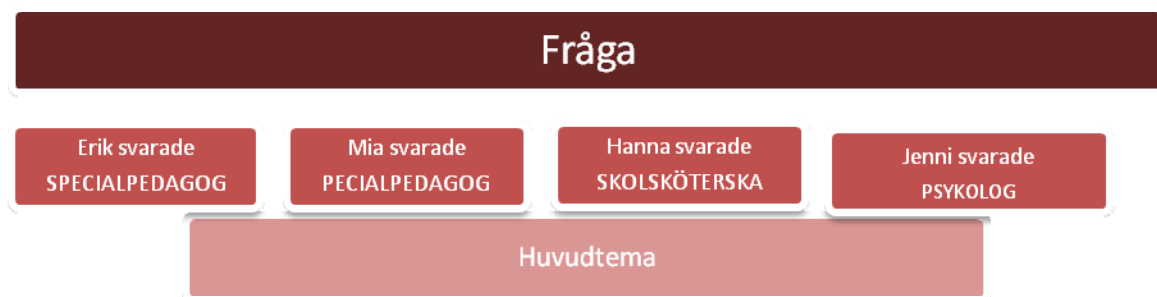 Fråga
Erik svarade
SPECIALPEDAGOG
Mia svarade
PECIALPEDAGOG
Hanna svarade
SKOLSKÖTERSKA
Jenni svarade
PSYKOLOG
Huvudtema